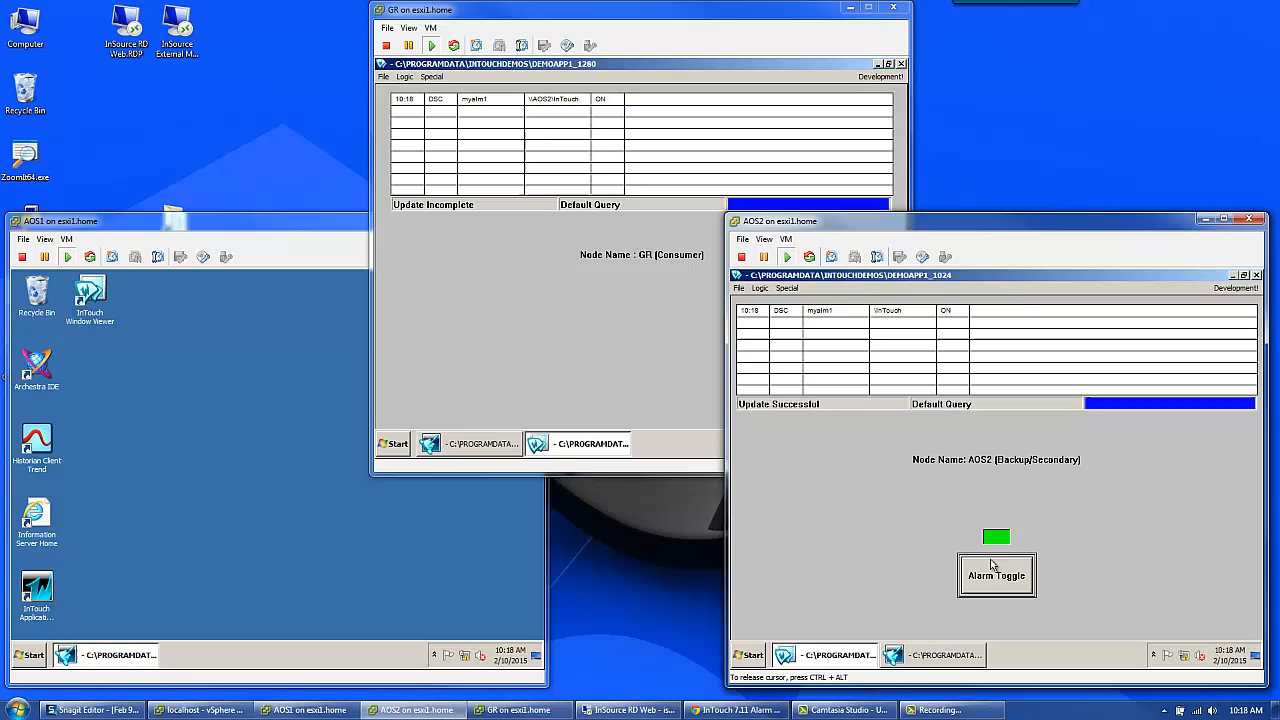 Computer
InSource RD
Web.RDP
InSource
External M...
Recycle Bin
ZoomIt64.exe
GR on esxi1.home
File View VM
- C:\PROGRAMDATA\INTOUCHDEMOS\DEMOAPP1_1280
File Logic Special
Development!
10:18 DSC myalm1 \\AOS2\InTouch ON
Update Incomplete Default Query
Node Name : GR (Consumer)
Start - C:\PROGRAMDATA... - C:\PROGRAMDAT...
AOS1 on esxi1.home
File View VM
Recycle Bin
InTouch
Window Viewer
Archestra IDE
Historian Client
Trend
Information
Server Home
InTouch
Applicati...
Start - C:\PROGRAMDAT...
10:18 AM
2/10/2015
AOS2 on esxi1.home
File View VM
- C:\PROGRAMDATA\INTOUCHDEMOS\DEMOAPP1_1024
File Logic Special
Development!
10:18 DSC myalm1 \InTouch ON
Update Successful Default Query
Node Name: AOS2 (Backup/Secondary)
Alarm Toggle
Start - C:\PROGRAMDAT... - C:\PROGRAMDATA...
10:18 AM
2/10/2015
To release cursor, press CTRL + ALT
Snagit Editor - [Feb 9... localhost - vSphere ... AOS1 on esxi1.home AOS2 on esxi1.home GR on esxi1.home InSource RD Web - is... InTouch 7.11 Alarm ... Camtasia Studio - U... Recording... 10:18 AM